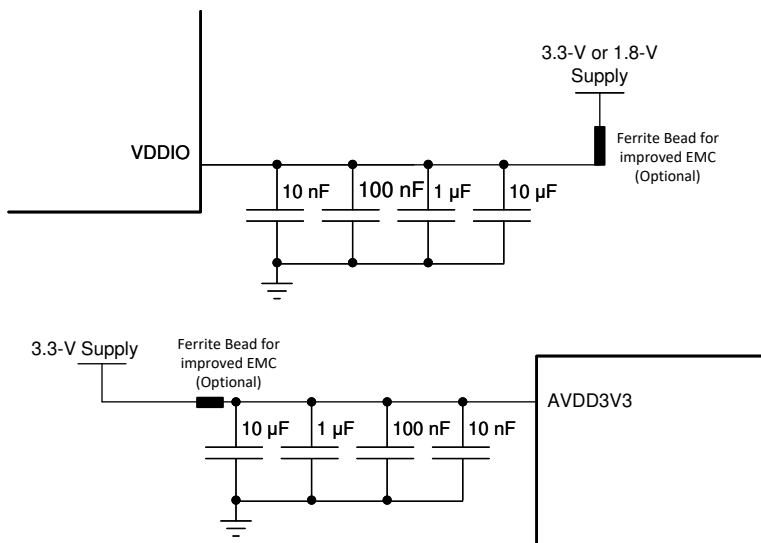 3.3-V or 1.8-V
Supply
Ferrite Bead for
improved EMC
(Optional)
VDDIO
10 nF
100 nF
1 µF
10 µF
3.3-V Supply
Ferrite Bead for
improved EMC
(Optional)
AVDD3V3
10 µF
1 µF
100 nF
10 nF